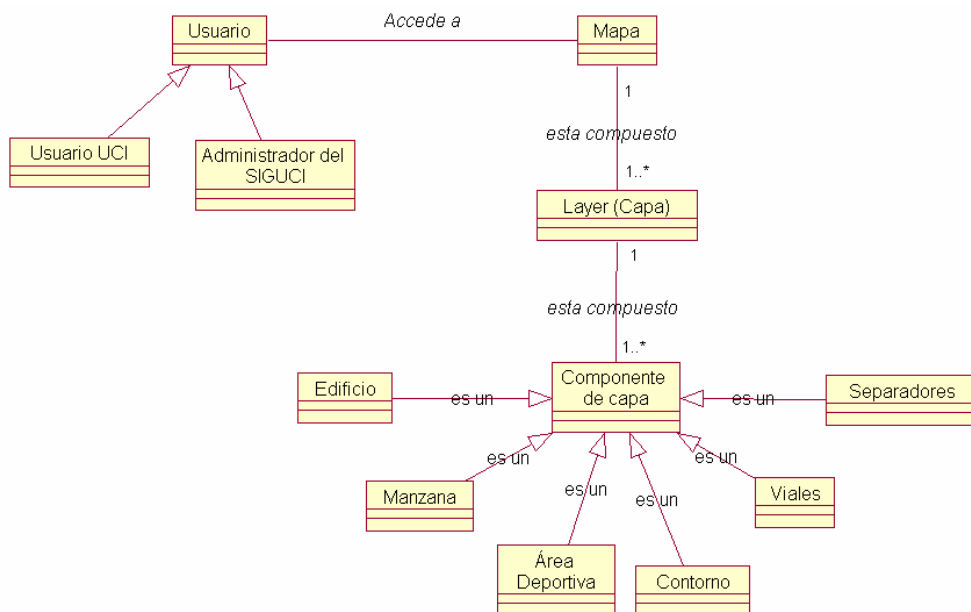 Accede a
Usuario
Mapa
1
Usuario UCI
Administrador del
SIGUCI
esta compuesto
1..*
Layer (Capa)
1
esta compuesto
1..*
Componente
de capa
Edificio
es un
es un
Separadores
Manzana
es un
es un
es un
es un
Viales
Área
Deportiva
Contorno